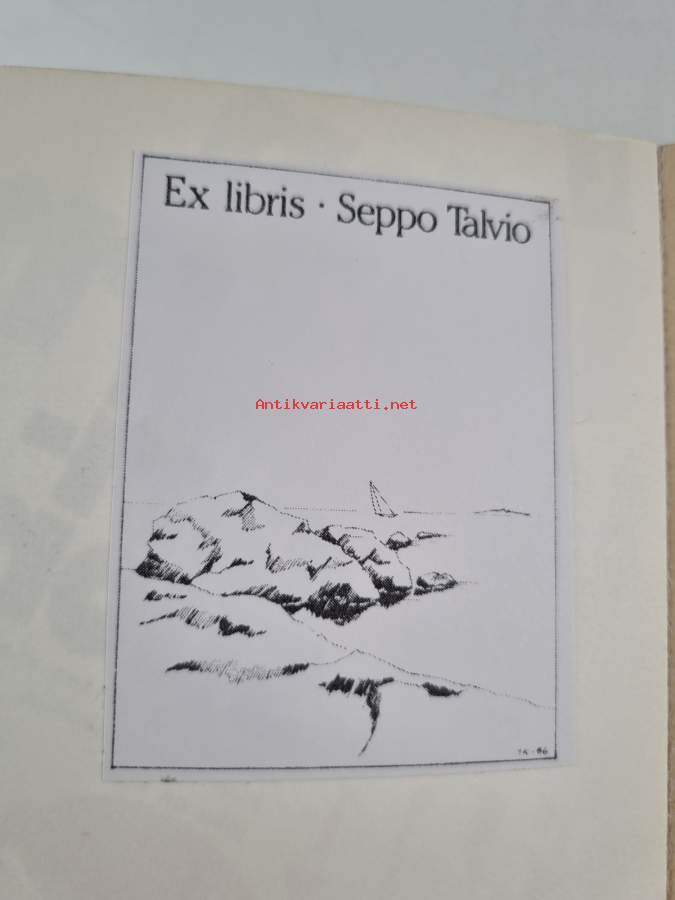 Ex libris · Seppo Talvio
Antikvariaatti.net